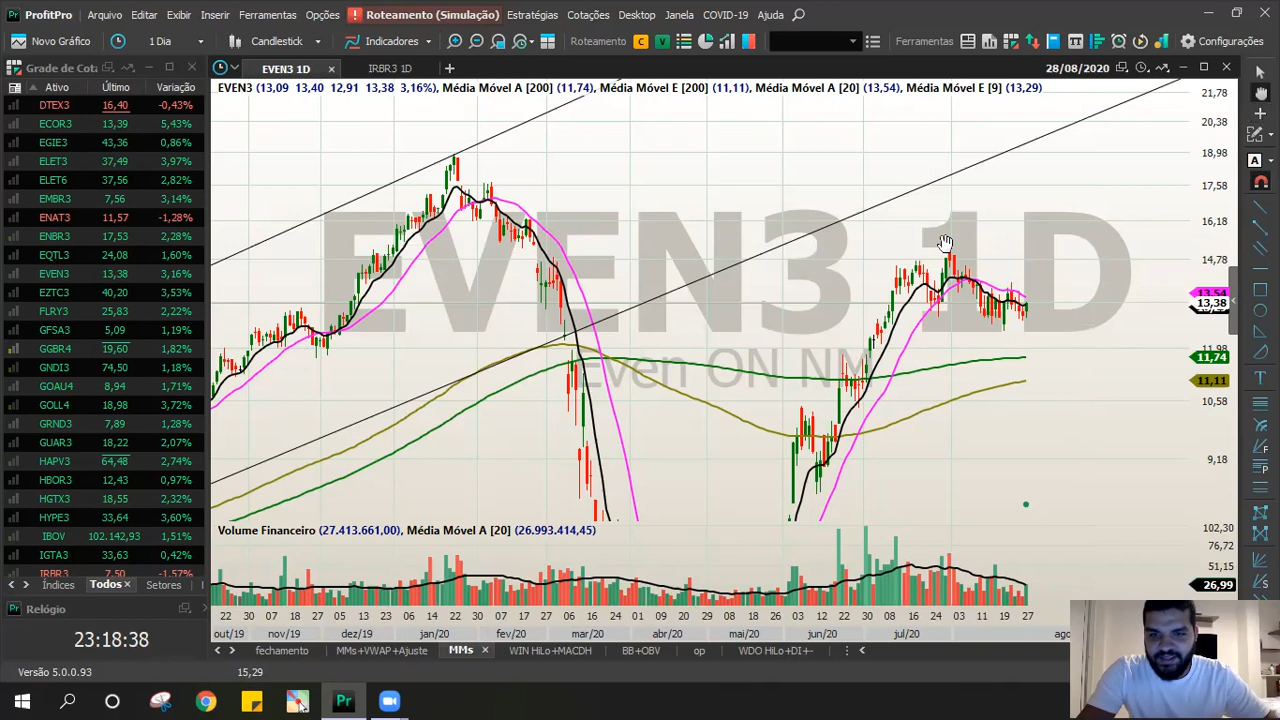 ProfitPro Arquivo Exibir Inserir Ferramentas Opções Roteamento (Simulação) Estratégias Cotações Desktop Janela COVID-19 Ajuda
Novo Gráfico 1 Dia Candlestick Indicadores Roteamento C V Ferramentas Configurações
Grade de Cota EVEN3 1D IRBR3 1D 28/08/2020
Ativo Último Variação
EVEN3 (13,09 13,40 12,91 13,38 3,16%), Média Móvel A [200] (11,74), Média Móvel E [200] (11,11), Média Móvel A [20] (13,54), Média Móvel E [9] (13,29)
DTEX3 16,40 -0,43%
ECOR3 13,39 5,43%
EGIE3 43,36 0,86%
ELET3 37,49 3,97%
ELET6 37,56 2,82%
EMBR3 7,56 3,14%
ENAT3 11,57 -1,28%
ENBR3 17,53 2,28%
EQTL3 24,08 1,60%
EVEN3 13,38 3,16%
EZTC3 40,20 3,53%
FLRY3 25,83 2,82%
GFSA3 5,09 1,19%
GGBR4 19,60 1,82%
GNDI3 74,50 1,18%
GOAU4 8,94 1,71%
GOLL4 18,98 3,72%
GRND3 7,89 1,28%
GUAR3 18,22 2,07%
HAPV3 64,48 2,74%
HBOR3 12,43 0,97%
HGTX3 18,55 2,32%
HYPE3 33,64 3,60%
IBOV 102.142,93 1,51%
IGTA3 33,63 0,42%
IRBR3 7,50 -1,57%
Índices Todos Setores
EVEN3 1D
Even ON NM
21,78
20,38
18,98
17,58
16,18
14,78
13,54
13,38
11,98
11,74
11,11
10,58
9,18
Volume Financeiro (27.413.661,00), Média Móvel A [20] (26.993.414,45)
102,30
76,72
51,15
26,99
22 30 07 18 27 05 13 26 06 14 22 30 07 17 28 06 16 24 01 09 20 29 08 18 26 03 12 22 30 08 16 24 03 11 19 27
out/19 nov/19 dez/19 jan/20 fev/20 mar/20 abr/20 mai/20 jun/20 jul/20 ago
fechamento MMs+VWAP+Ajuste MMs WIN HiLo+MACDH BB+OBV op WDO HiLo+DI+-
Relógio
23:18:38
Versão 5.0.0.93 15,29
Pr